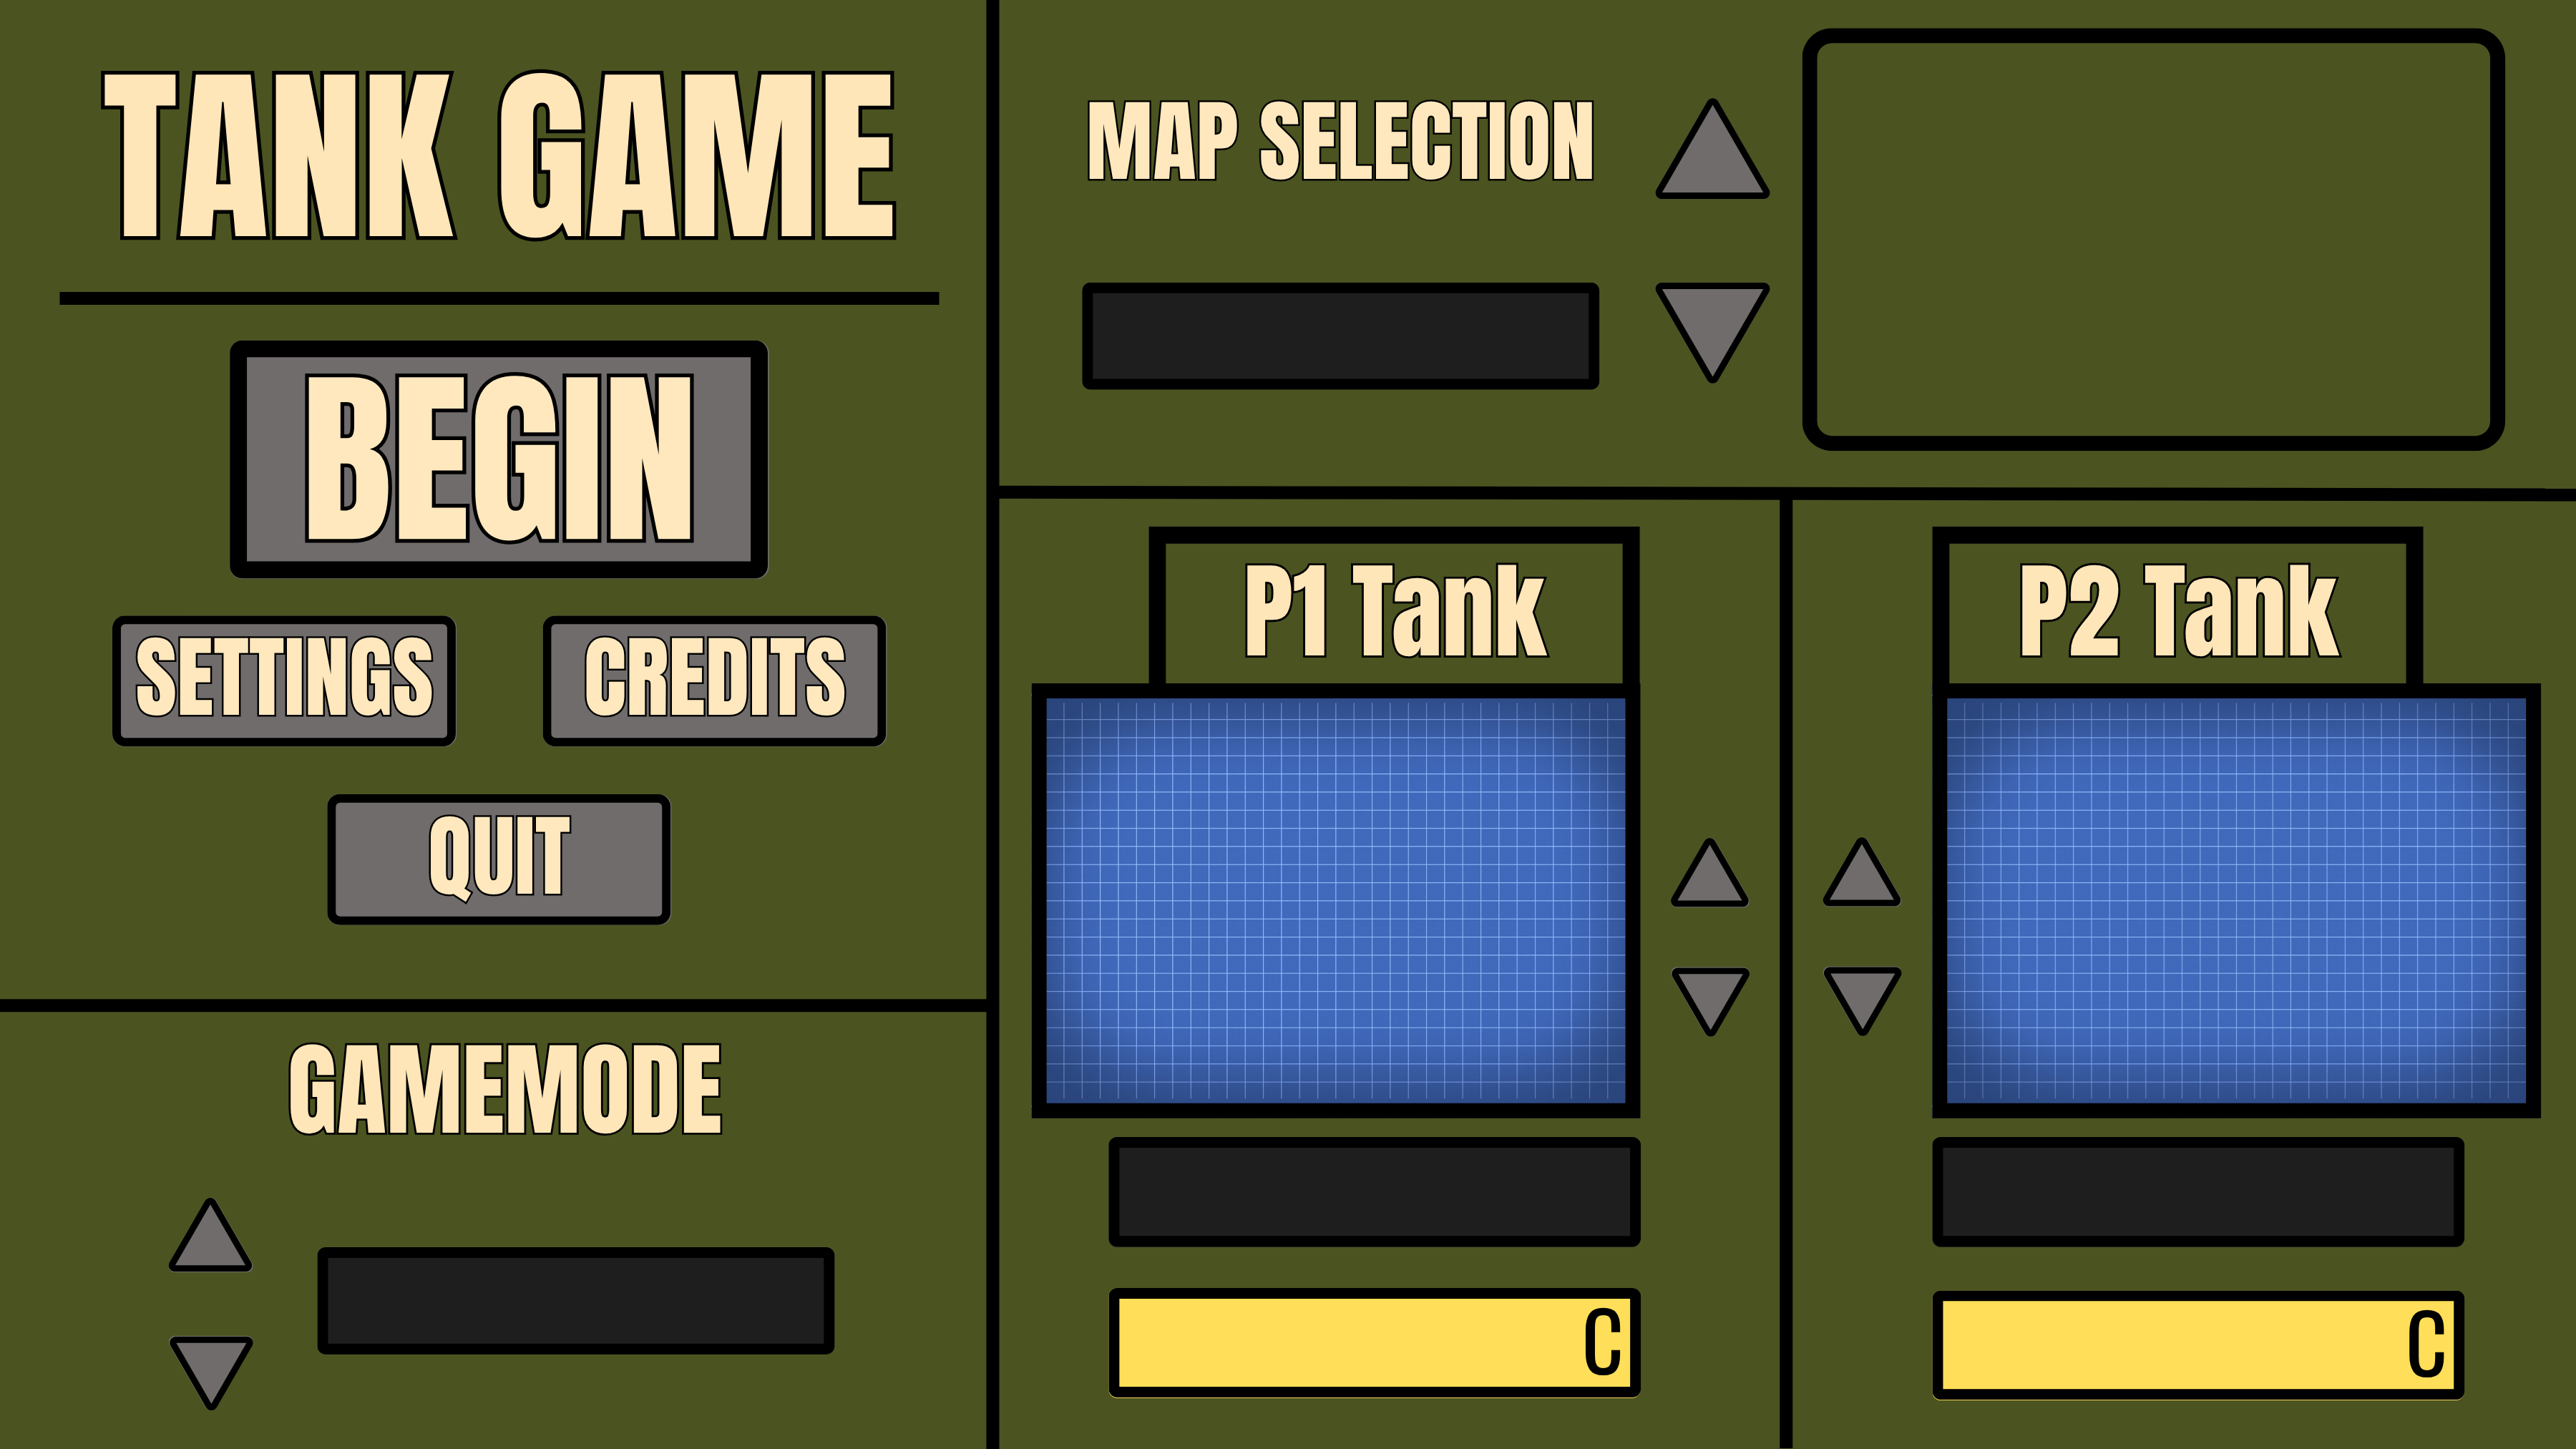 TANK GAME
BEGIN
SETTINGS
CREDITS
QUIT
GAMEMODE
MAP SELECTION
P1 Tank
C
P2 Tank
C